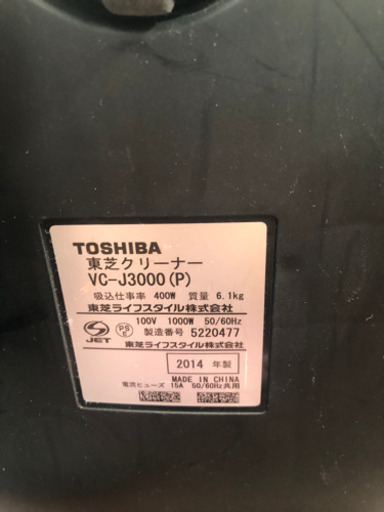 TOSHIBA
東芝クリーナー
VC-J3000(P)
吸込仕事率 400W 質量 6.1kg
東芝ライフスタイル株式会社
100V 1000W 50/60Hz
製造番号 5220477
JET
PS
E
東芝ライフスタイル株式会社
2014 年製
MADE IN CHINA
電流ヒューズ 15A 50/60Hz共用